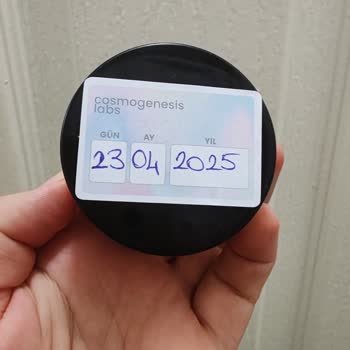 cosmogenesis
labs
GÜN AY YIL
23 04 2025